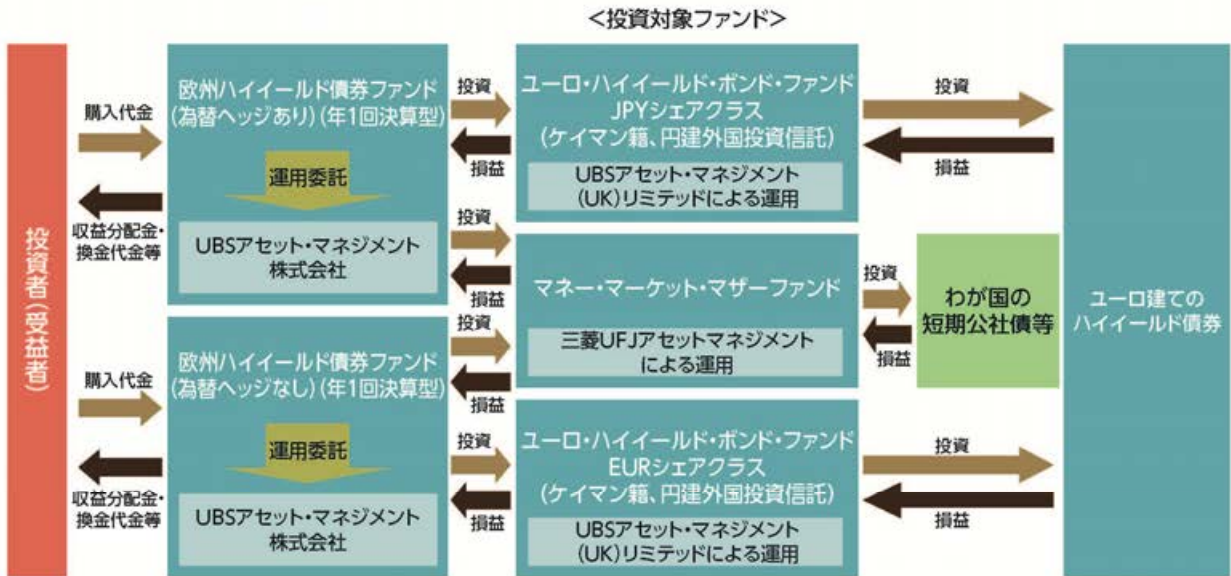 <投資対象ファンド>
投資者(受益者)
購入代金
収益分配金・
換金代金等
欧州ハイイールド債券ファンド
(為替ヘッジあり)(年1回決算型)
運用委託
UBSアセット・マネジメント
株式会社
投資
損益
ユーロ・ハイイールド・ボンド・ファンド
JPYシェアクラス
(ケイマン籍、円建外国投資信託)
UBSアセット・マネジメント
(UK)リミテッドによる運用
投資
損益
投資
損益
マネー・マーケット・マザーファンド
三菱UFJアセットマネジメント
による運用
投資
損益
わが国の
短期公社債等
ユーロ建ての
ハイイールド債券
購入代金
収益分配金・
換金代金等
欧州ハイイールド債券ファンド
(為替ヘッジなし)(年1回決算型)
運用委託
UBSアセット・マネジメント
株式会社
投資
損益
投資
損益
ユーロ・ハイイールド・ボンド・ファンド
EURシェアクラス
(ケイマン籍、円建外国投資信託)
UBSアセット・マネジメント
(UK)リミテッドによる運用
投資
損益